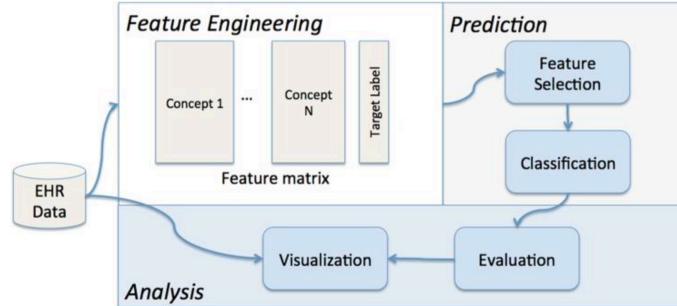 Feature Engineering
Prediction
Concept 1
...
Concept
N
Target Label
Feature matrix
Feature
Selection
Classification
EHR
Data
Visualization
Evaluation
Analysis